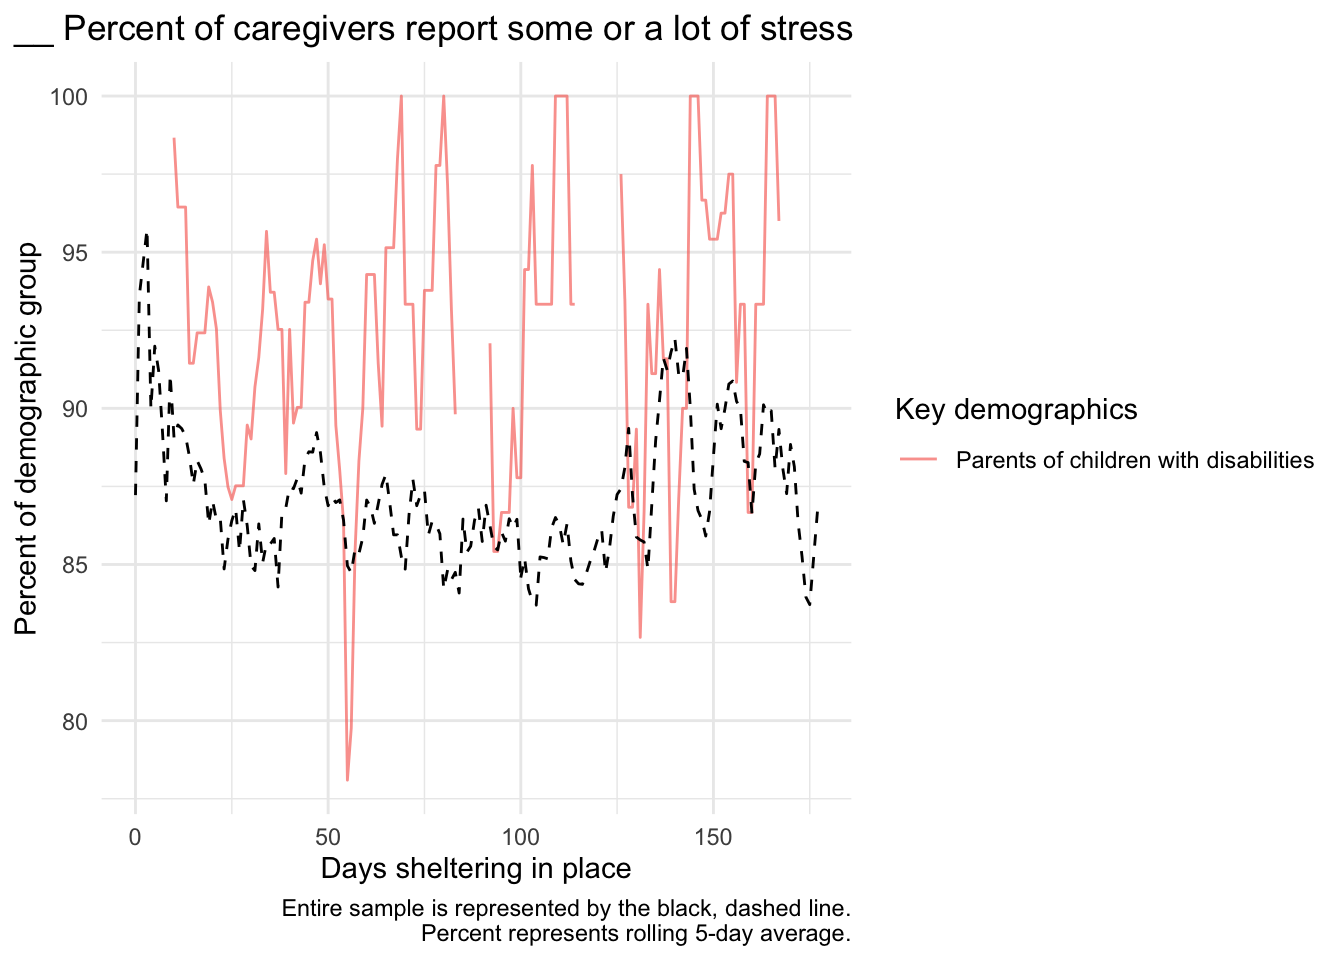 __ Percent of caregivers report some or a lot of stress
Percent of demographic group
100
95
90
85
80
0
50
100
150
Days sheltering in place
Key demographics
Parents of children with disabilities
Entire sample is represented by the black, dashed line.
Percent represents rolling 5-day average.